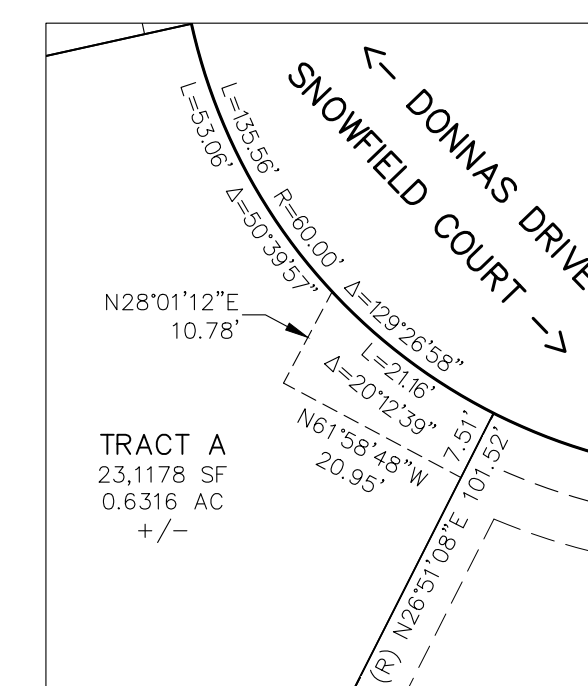 <- DONNAS DRIVE
SNOWFIELD COURT ->
L=135.56' R=60.00' Δ=129°26'58"
L=53.06' Δ=50°39'57"
N28°01'12"E
10.78'
L=21.16'
Δ=20°12'39"
N61°58'48"W
20.95'
7.51'
(R) N26°51'08"E 101.52'
TRACT A
23,1178 SF
0.6316 AC
+/-